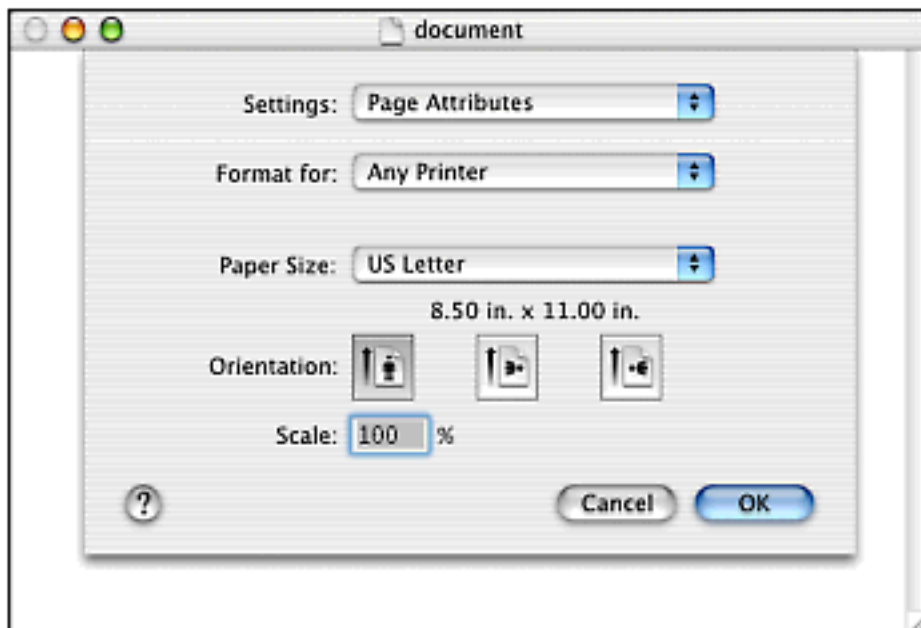 document
Settings: Page Attributes
Format for: Any Printer
Paper Size: US Letter
8.50 in. x 11.00 in.
Orientation:
Scale: 100 %
? Cancel OK